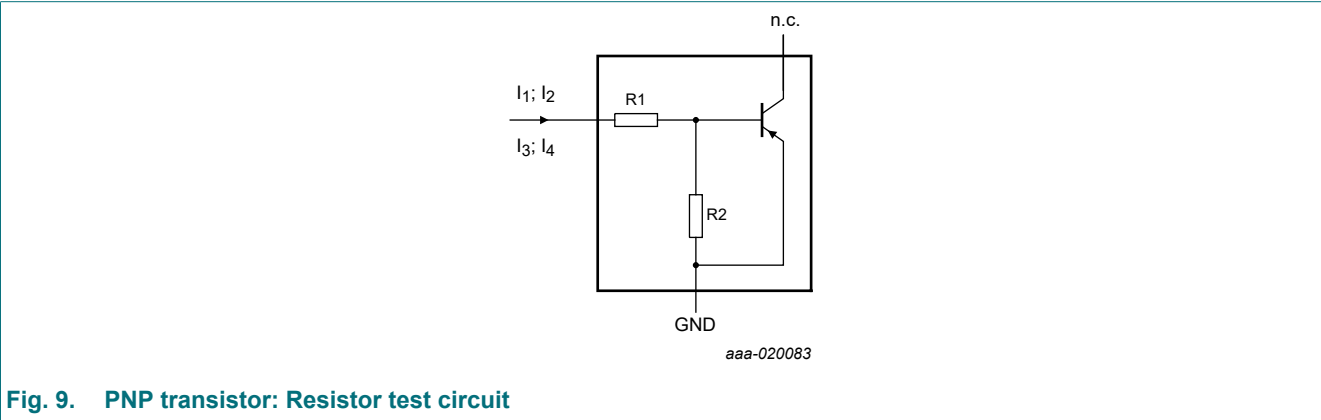 n.c.
I1; I2
R1
I3; I4
R2
GND
aaa-020083
Fig. 9. PNP transistor: Resistor test circuit